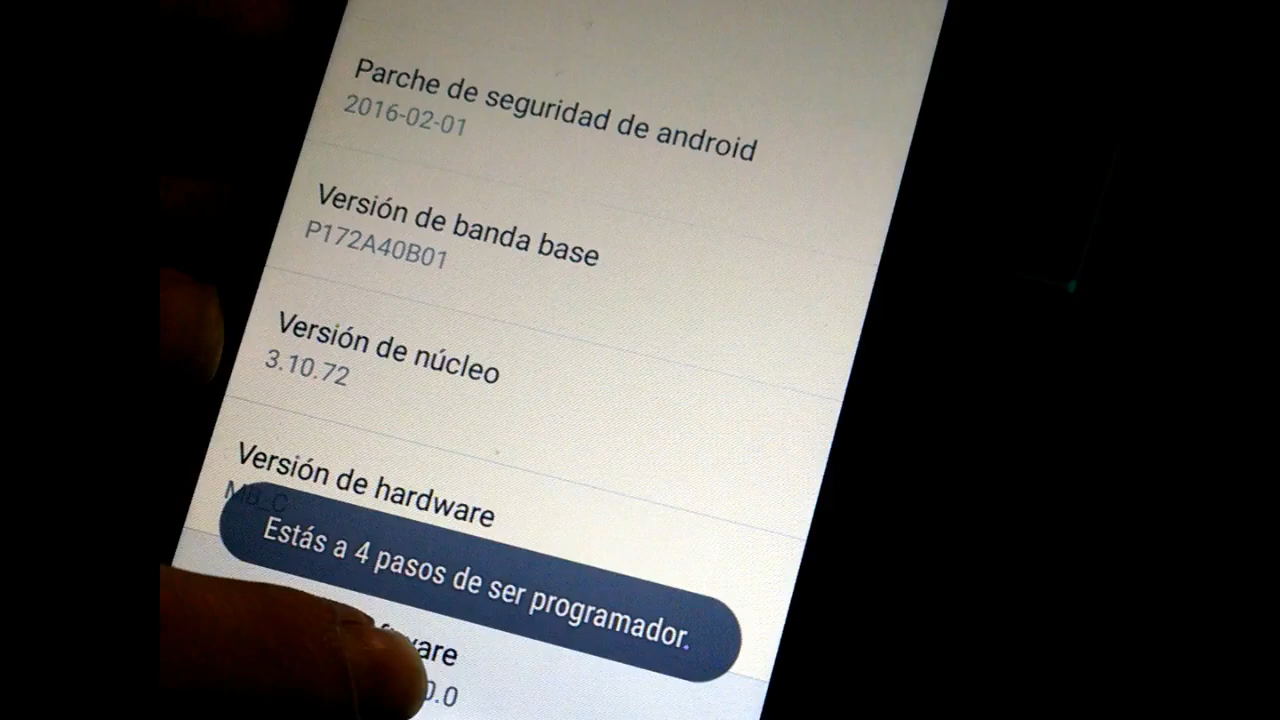 Parche de seguridad de android
2016-02-01
Versión de banda base
P172A40B01
Versión de núcleo
3.10.72
Versión de hardware
MB_C
Estás a 4 pasos de ser programador.